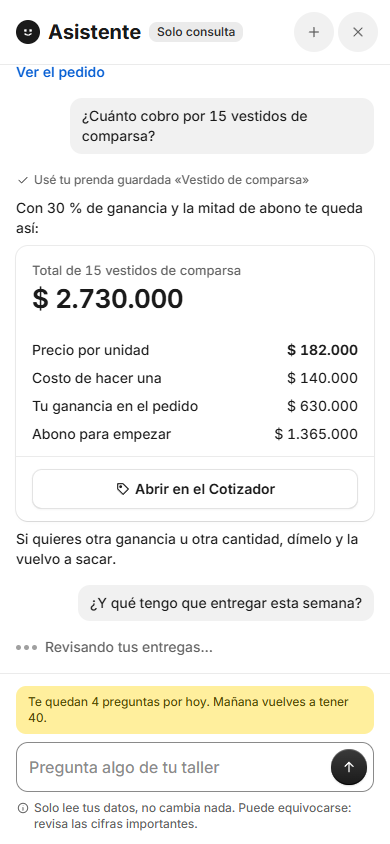 Asistente Solo consulta
Ver el pedido
¿Cuánto cobro por 15 vestidos de
comparsa?
Usé tu prenda guardada «Vestido de comparsa»
Con 30 % de ganancia y la mitad de abono te queda
así:
Total de 15 vestidos de comparsa
$ 2.730.000
Precio por unidad $ 182.000
Costo de hacer una $ 140.000
Tu ganancia en el pedido $ 630.000
Abono para empezar $ 1.365.000
Abrir en el Cotizador
Si quieres otra ganancia u otra cantidad, dímelo y la
vuelvo a sacar.
¿Y qué tengo que entregar esta semana?
Revisando tus entregas...
Te quedan 4 preguntas por hoy. Mañana vuelves a tener
40.
Pregunta algo de tu taller
Solo lee tus datos, no cambia nada. Puede equivocarse:
revisa las cifras importantes.